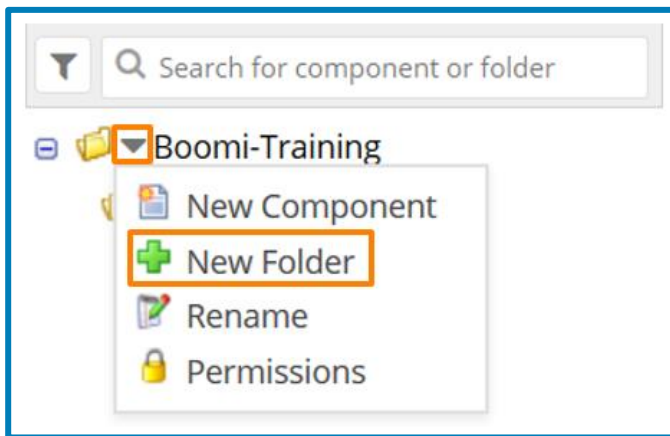 Search for component or folder
Boomi-Training
New Component
New Folder
Rename
Permissions